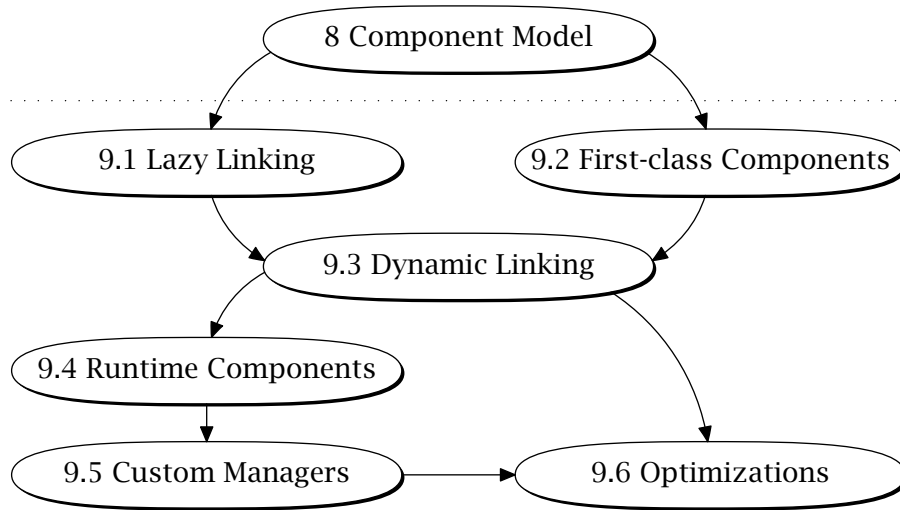 8 Component Model
9.1 Lazy Linking
9.2 First-class Components
9.3 Dynamic Linking
9.4 Runtime Components
9.5 Custom Managers
9.6 Optimizations